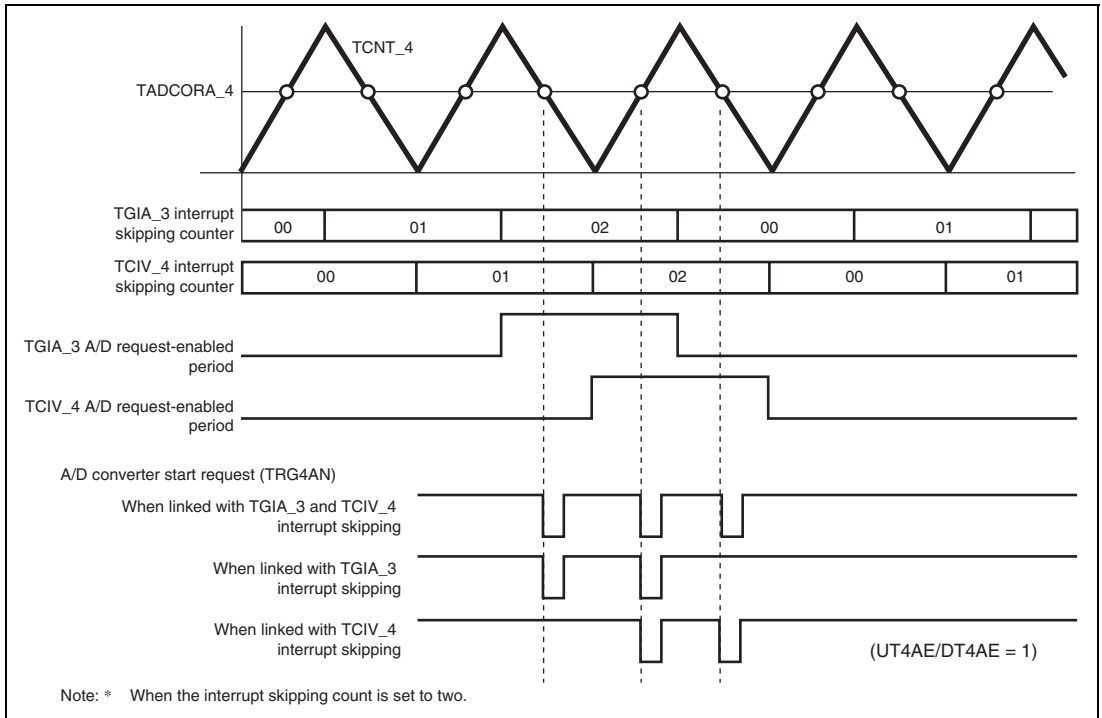 TCNT_4
TADCORA_4
TGIA_3 interrupt
skipping counter
00
01
02
00
01
TCIV_4 interrupt
skipping counter
00
01
02
00
01
TGIA_3 A/D request-enabled
period
TCIV_4 A/D request-enabled
period
A/D converter start request (TRG4AN)
When linked with TGIA_3 and TCIV_4
interrupt skipping
When linked with TGIA_3
interrupt skipping
When linked with TCIV_4
interrupt skipping
(UT4AE/DT4AE = 1)
Note: * When the interrupt skipping count is set to two.